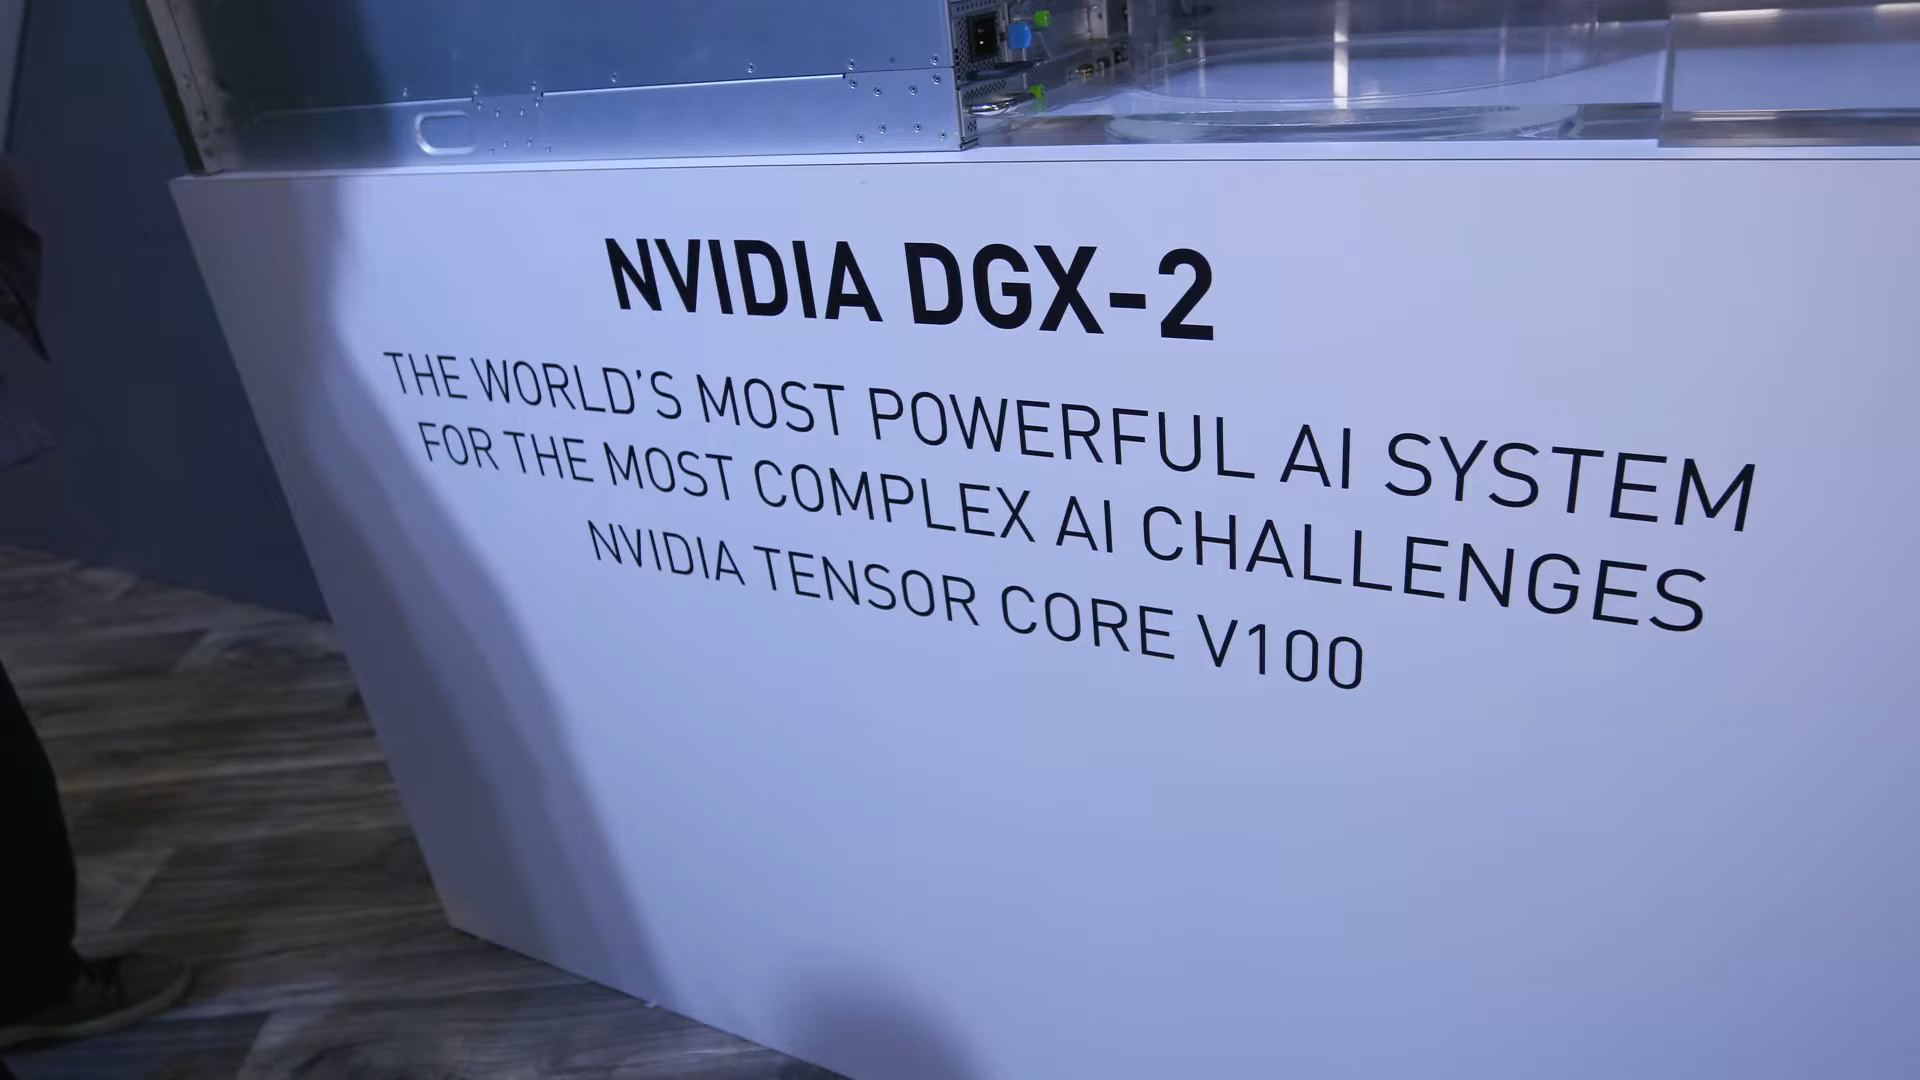 NVIDIA DGX-2
THE WORLD'S MOST POWERFUL AI SYSTEM
FOR THE MOST COMPLEX AI CHALLENGES
NVIDIA TENSOR CORE V100